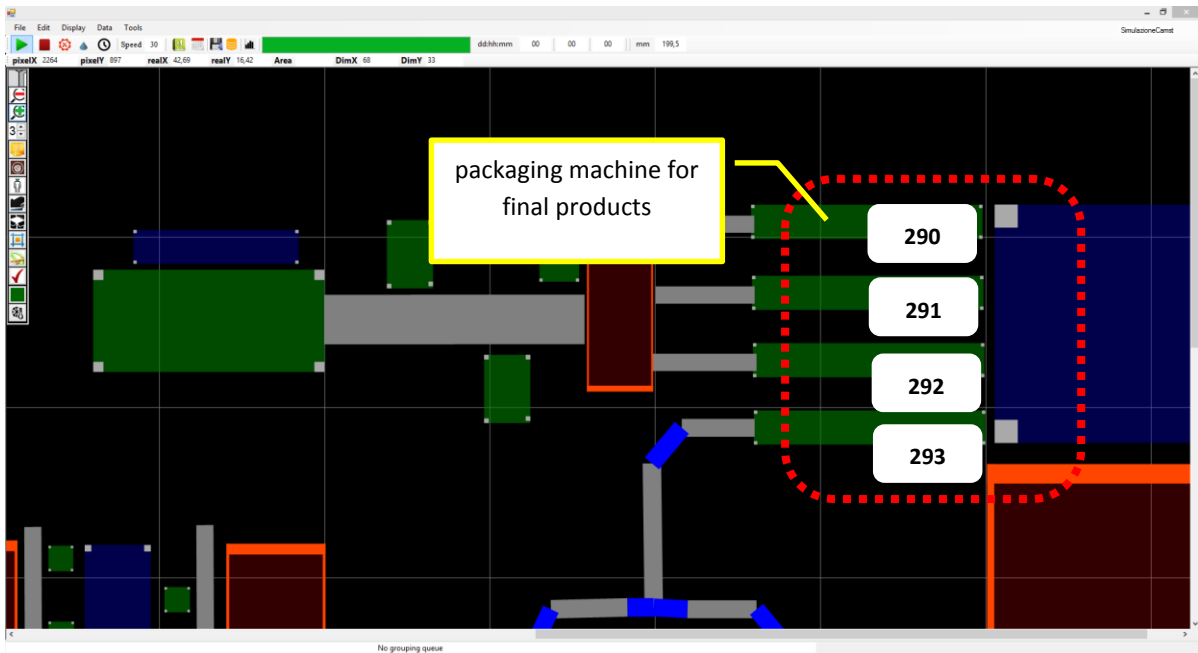 File Edit Display Data Tools
SimulazioneCamst
Speed 30 dd:hh:mm 00 00 00 mm 199,5
pixelX 2264 pixelY 897 realX 42,69 realY 16,42 Area DimX 68 DimY 33
3
packaging machine for
final products
290
291
292
293
No grouping queue